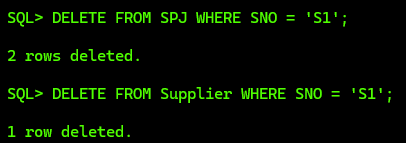 SQL> DELETE FROM SPJ WHERE SNO = 'S1';
2 rows deleted.
SQL> DELETE FROM Supplier WHERE SNO = 'S1';
1 row deleted.